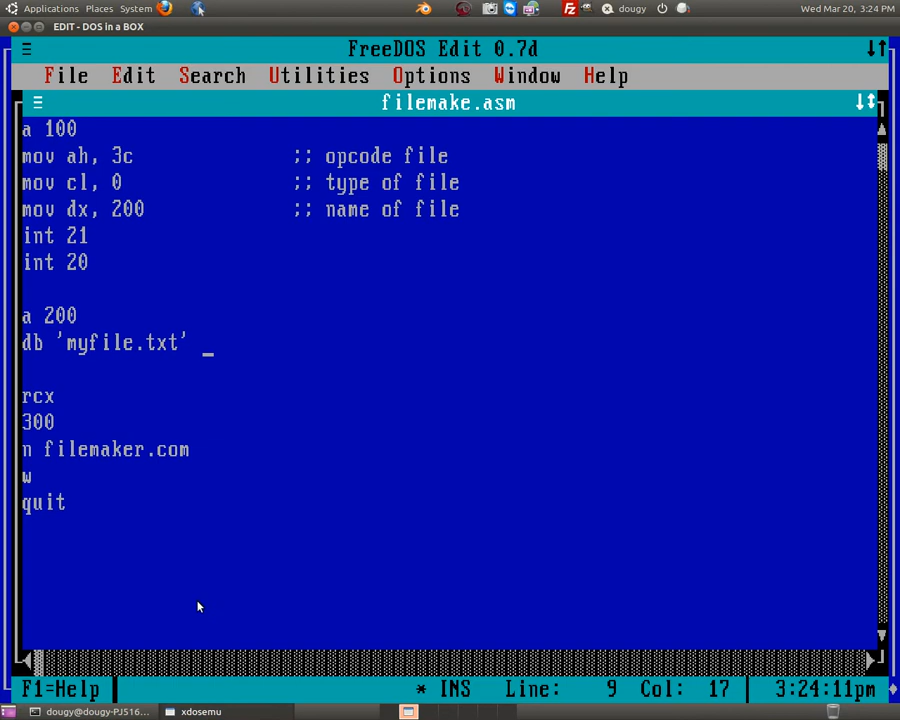 Applications Places System dougy Wed Mar 20, 3:24 PM
EDIT - DOS in a BOX
FreeDOS Edit 0.7d
File Edit Search Utilities Options Window Help
filemake.asm
a 100
mov ah, 3c ;; opcode file
mov cl, 0 ;; type of file
mov dx, 200 ;; name of file
int 21
int 20
a 200
db 'myfile.txt' _
rcx
300
n filemaker.com
w
quit
F1=Help * INS Line: 9 Col: 17 3:24:11pm
dougy@dougy-PJ516... xdosemu